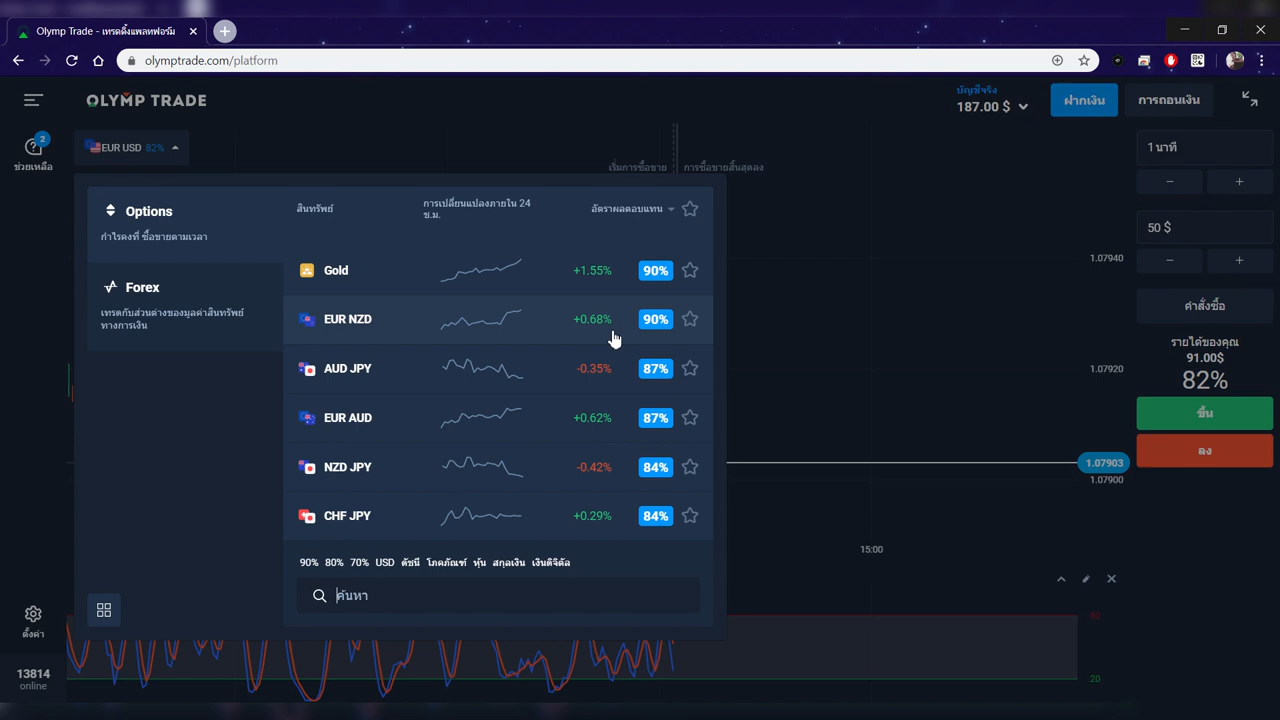 Olymp Trade - เทรดดิ้งแพลทฟอร์ม
olymptrade.com/platform
OLYMP TRADE
บัญชีจริง
187.00 $
ฝากเงิน
การถอนเงิน
2
ช่วยเหลือ
EUR USD 82%
เริ่มการซื้อขาย
การซื้อขายสิ้นสุดลง
1 นาที
− +
50 $
− +
คำสั่งซื้อ
รายได้ของคุณ
91.00$
82%
ขึ้น
ลง
Options
กำไรคงที่ ซื้อขายตามเวลา
Forex
เทรดกับส่วนต่างของมูลค่าสินทรัพย์
ทางการเงิน
สินทรัพย์
การเปลี่ยนแปลงภายใน 24
ช.ม.
อัตราผลตอบแทน
Gold +1.55% 90%
EUR NZD +0.68% 90%
AUD JPY -0.35% 87%
EUR AUD +0.62% 87%
NZD JPY -0.42% 84%
CHF JPY +0.29% 84%
90% 80% 70% USD ดัชนี โภคภัณฑ์ หุ้น สกุลเงิน เงินดิจิตัล
ค้นหา
1.07940
1.07920
1.07903
1.07900
15:00
80
20
ตั้งค่า
13814
online